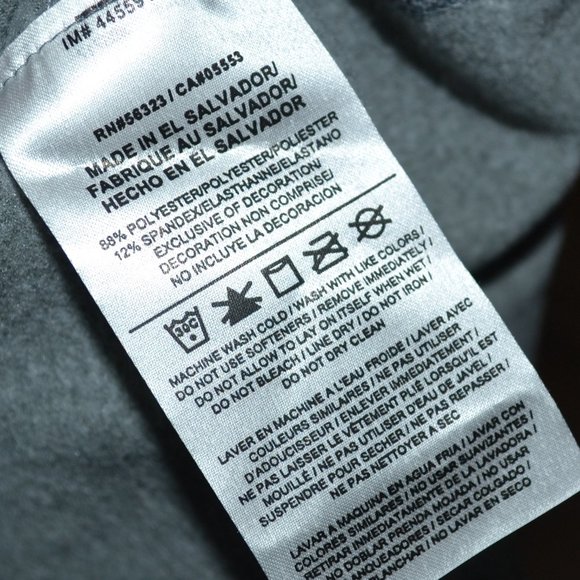 IM# 4455
RN#56323 / CA#05553
MADE IN EL SALVADOR/
FABRIQUE AU SALVADOR/
HECHO EN EL SALVADOR
88% POLYESTER/POLYESTER/POLIESTER
12% SPANDEX/ELASTHANNE/ELASTANO
EXCLUSIVE OF DECORATION/
DECORATION NON COMPRISE/
NO INCLUYE LA DECORACION
30C
MACHINE WASH COLD / WASH WITH LIKE COLORS /
DO NOT USE SOFTENERS / REMOVE IMMEDIATELY /
DO NOT ALLOW TO LAY ON ITSELF WHEN WET /
DO NOT BLEACH / LINE DRY / DO NOT IRON /
DO NOT DRY CLEAN
LAVER EN MACHINE A L'EAU FROIDE / LAVER AVEC
COULEURS SIMILAIRES / NE PAS UTILISER
D'ADOUCISSEUR / ENLEVER IMMEDIATEMENT /
NE PAS LAISSER LE VÊTEMENT PLIÉ LORSQU'IL EST
MOUILLE / NE PAS UTILISER D'EAU DE JAVEL /
SUSPENDRE POUR SÉCHER / NE PAS REPASSER /
NE PAS NETTOYER A SEC
LAVAR A MAQUINA EN AGUA FRIA / LAVAR CON
COLORES SIMILARES / NO USAR SUAVIZANTES /
RETIRAR INMEDIATAMENTE DE LA LAVADORA /
NO DOBLAR PRENDA MOJADA / NO USAR
BLANQUEADORES / SECAR COLGADO /
PLANCHAR / NO LAVAR EN SECO